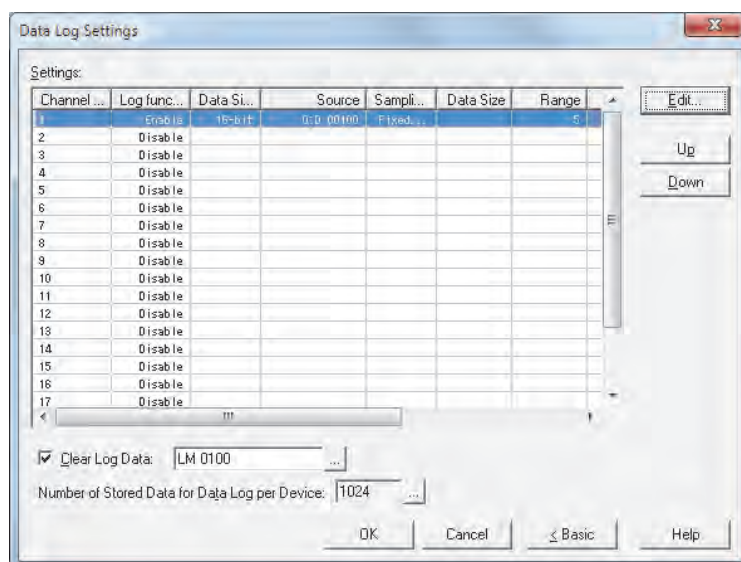 Data Log Settings
Settings:
Channel ... Log func... Data Si... Source Sampli... Data Size Range
1 Enable 16-bit 0:D 00100 Fixed... 5
2 Disable
3 Disable
4 Disable
5 Disable
6 Disable
7 Disable
8 Disable
9 Disable
10 Disable
11 Disable
12 Disable
13 Disable
14 Disable
15 Disable
16 Disable
17 Disable
Edit...
Up
Down
Clear Log Data: LM 0100 ...
Number of Stored Data for Data Log per Device: 1024 ...
OK Cancel < Basic Help